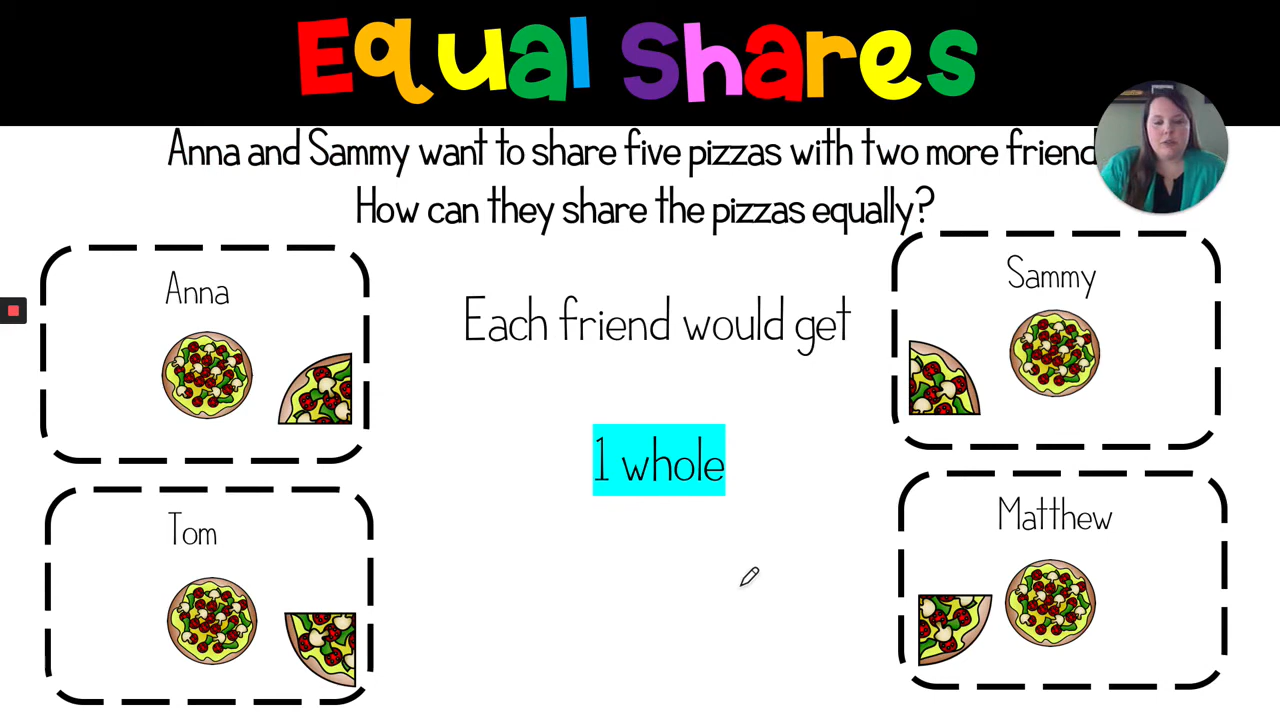 Equal Shares
Anna and Sammy want to share five pizzas with two more friend
How can they share the pizzas equally?
Anna
Sammy
Each friend would get
1 whole
Tom
Matthew